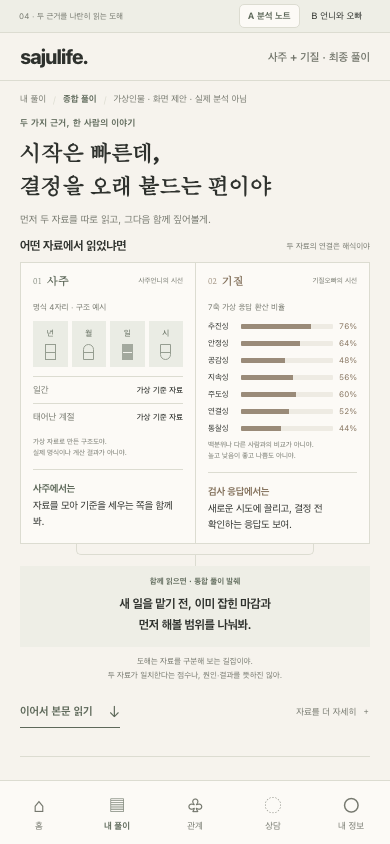 04 · 두 근거를 나란히 읽는 도해
A 분석 노트 B 언니와 오빠
sajulife.
사주 + 기질 · 최종 풀이
내 풀이 / 종합 풀이 / 가상인물 · 화면 제안 · 실제 분석 아님
두 가지 근거, 한 사람의 이야기
시작은 빠른데,
결정을 오래 붙드는 편이야
먼저 두 자료를 따로 읽고, 그다음 함께 짚어볼게.
어떤 자료에서 읽었냐면
두 자료의 연결은 해석이야
01 사주 사주언니의 시선
명식 4자리 · 구조 예시
년 월 일 시
일간 가상 기준 자료
태어난 계절 가상 기준 자료
가상 자료로 만든 구조도야.
실제 명식이나 계산 결과가 아니야.
사주에서는
자료를 모아 기준을 세우는 쪽을 함께
봐.
02 기질 기질오빠의 시선
7축 가상 응답 환산 비율
추진성 76%
안정성 64%
공감성 48%
지속성 56%
주도성 60%
연결성 52%
통찰성 44%
백분위나 다른 사람과의 비교가 아니야.
높고 낮음이 좋고 나쁨도 아니야.
검사 응답에서는
새로운 시도에 끌리고, 결정 전
확인하는 응답도 보여.
함께 읽으면 · 통합 풀이 발췌
새 일을 맡기 전, 이미 잡힌 마감과
먼저 해볼 범위를 나눠봐.
도해는 자료를 구분해 보는 길잡이야.
두 자료가 일치한다는 점수나, 원인·결과를 뜻하진 않아.
이어서 본문 읽기 ↓
자료를 더 자세히 +
홈 내 풀이 관계 상담 내 정보